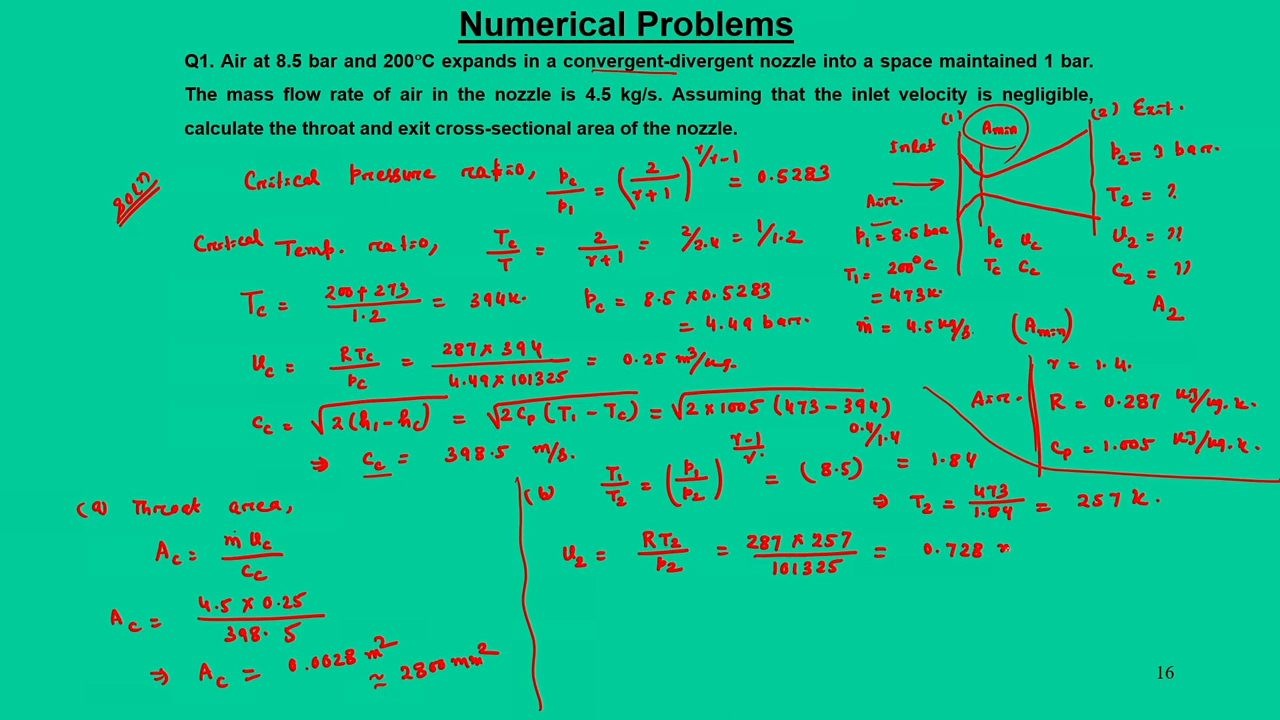 Numerical Problems
Q1. Air at 8.5 bar and 200°C expands in a convergent-divergent nozzle into a space maintained 1 bar.
The mass flow rate of air in the nozzle is 4.5 kg/s. Assuming that the inlet velocity is negligible,
calculate the throat and exit cross-sectional area of the nozzle.
Soln
Critical Pressure ratio, pc/p1 = (2/(r+1))^(r/r-1) = 0.5283
Critical Temp. ratio, Tc/T = 2/(r+1) = 2/2.4 = 1/1.2
Tc = (200+273)/1.2 = 394K. pc = 8.5 × 0.5283
= 4.49 barr.
υc = RTc/pc = (287 × 394)/(4.49 × 101325) = 0.25 m³/kg.
Cc = √2(h1-hc) = √2Cp(T1-Tc) = √2×1005(473-394)
⇒ Cc = 398.5 m/s.
(a) Throat area,
Ac = ṁ υc/Cc
Ac = (4.5 × 0.25)/398.5
⇒ Ac = 0.0028 m²
≈ 2800 mm²
(b) T1/T2 = (p1/p2)^(r-1/r) = (8.5)^(0.4/1.4) = 1.84
⇒ T2 = 473/1.84 = 257 K.
υ2 = RT2/p2 = (287 × 257)/101325 = 0.728
(1) Amin (2) Exit.
Inlet
Air.
p1 = 8.5 bar
T1 = 200°C
= 473K.
ṁ = 4.5 kg/s.
pc υc
Tc Cc
(Amin)
p2 = 1 barr.
T2 = ?
υ2 = ??
C2 = ??
A2
Air.
r = 1.4.
R = 0.287 KJ/kg.K.
Cp = 1.005 KJ/kg.K.
16